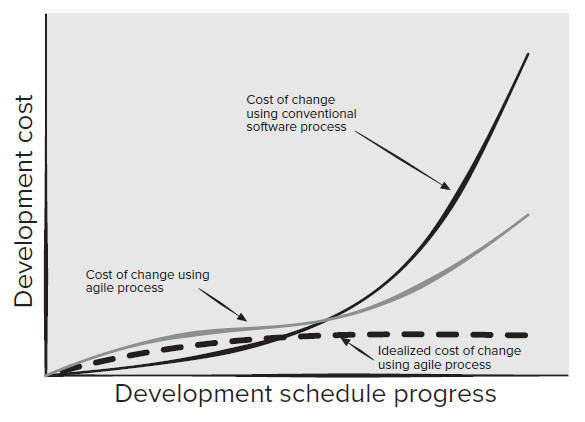 Development cost
Cost of change
using conventional
software process
Cost of change using
agile process
Idealized cost of change
using agile process
Development schedule progress